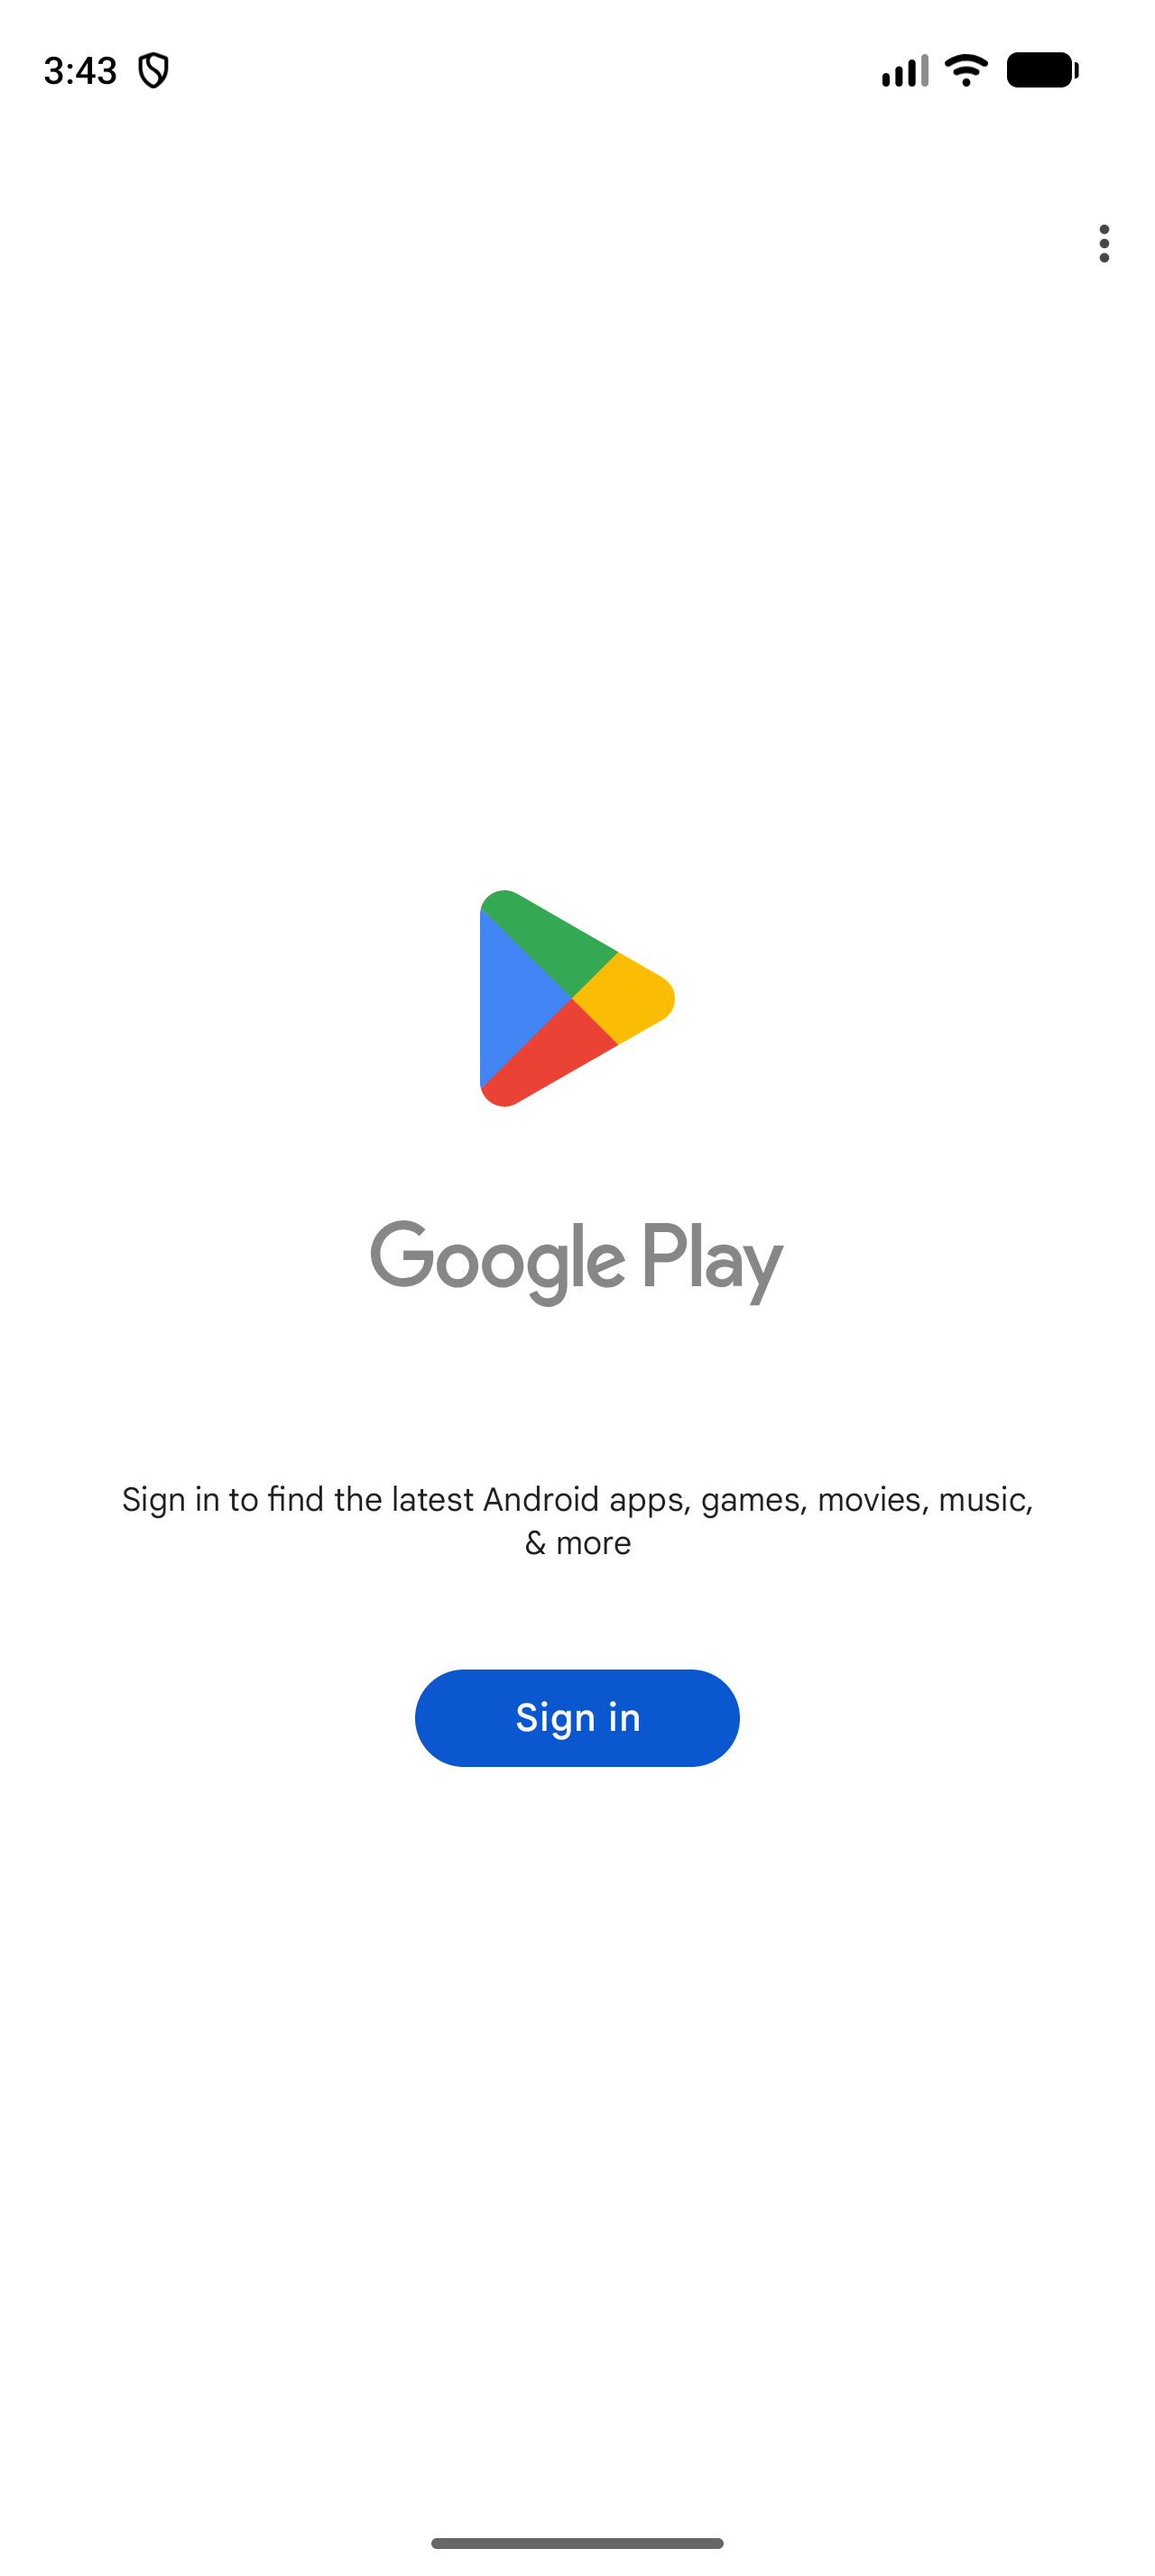 3:43
Google Play
Sign in to find the latest Android apps, games, movies, music,
& more
Sign in